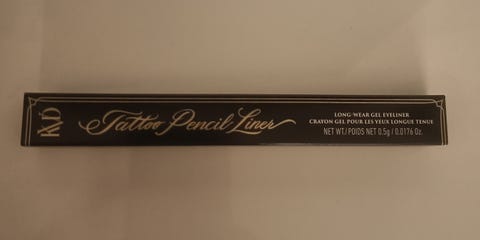 KVD
Tattoo Pencil Liner
LONG-WEAR GEL EYELINER
CRAYON GEL POUR LES YEUX LONGUE TENUE
NET WT/POIDS NET 0.5g / 0.0176 Oz.